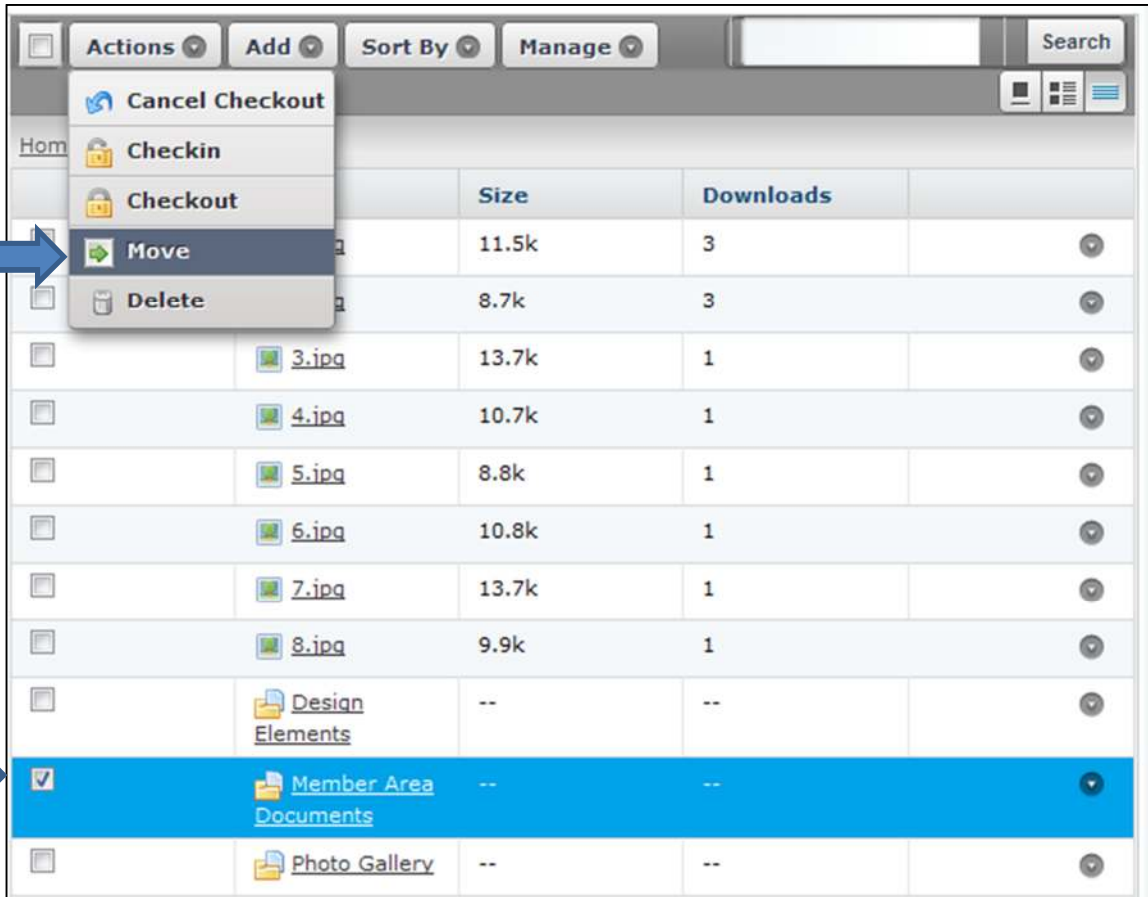 Actions Add Sort By Manage Search
Cancel Checkout
Hom
Checkin
Checkout
Size Downloads
Move
11.5k 3
Delete
8.7k 3
3.jpg 13.7k 1
4.jpg 10.7k 1
5.jpg 8.8k 1
6.jpg 10.8k 1
7.jpg 13.7k 1
8.jpg 9.9k 1
Design -- --
Elements
Member Area -- --
Documents
Photo Gallery -- --